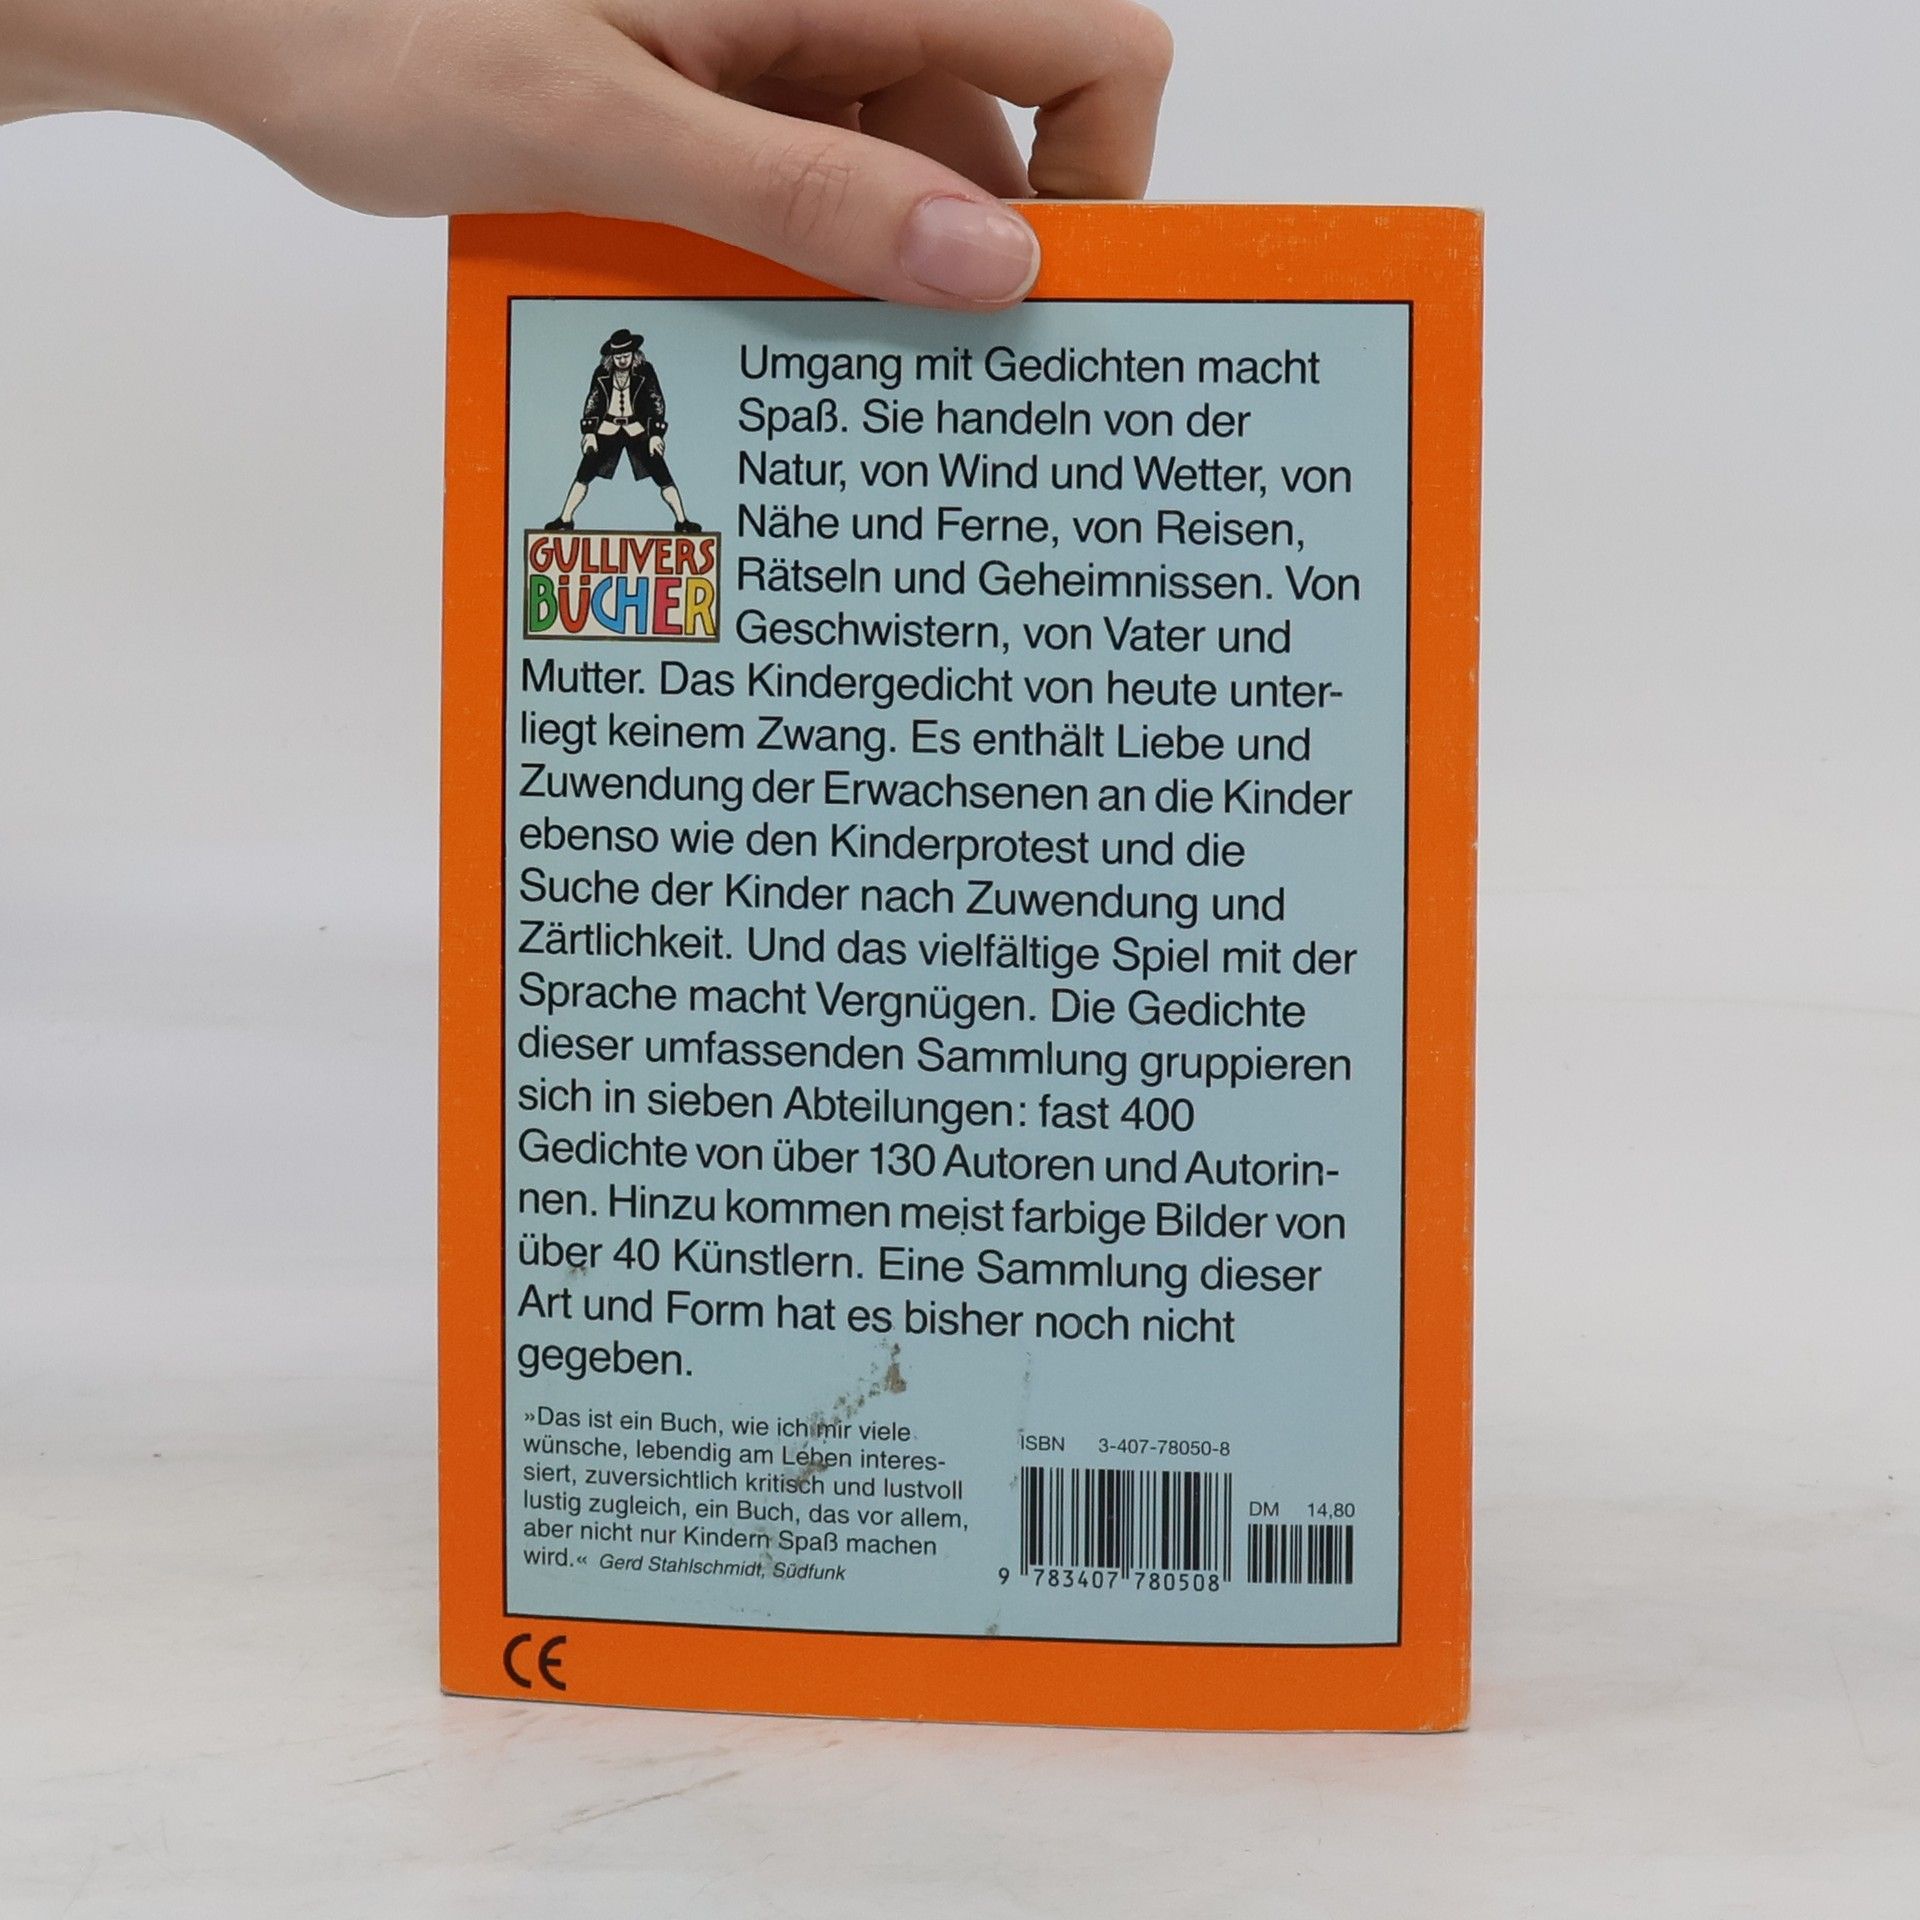 Umgang mit Gedichten macht
Spaß. Sie handeln von der
Natur, von Wind und Wetter, von
Nähe und Ferne, von Reisen,
Rätseln und Geheimnissen. Von
Geschwistern, von Vater und
GULLIVERS
BÜCHER
Mutter. Das Kindergedicht von heute unter-
liegt keinem Zwang. Es enthält Liebe und
Zuwendung der Erwachsenen an die Kinder
ebenso wie den Kinderprotest und die
Suche der Kinder nach Zuwendung und
Zärtlichkeit. Und das vielfältige Spiel mit der
Sprache macht Vergnügen. Die Gedichte
dieser umfassenden Sammlung gruppieren
sich in sieben Abteilungen: fast 400
Gedichte von über 130 Autoren und Autorin-
nen. Hinzu kommen meist farbige Bilder von
über 40 Künstlern. Eine Sammlung dieser
Art und Form hat es bisher noch nicht
gegeben.
»Das ist ein Buch, wie ich mir viele
wünsche, lebendig am Leben interes-
siert, zuversichtlich kritisch und lustvoll
lustig zugleich, ein Buch, das vor allem,
aber nicht nur Kindern Spaß machen
wird.« Gerd Stahlschmidt, Südfunk
ISBN 3-407-78050-8
DM 14,80
9 783407 780508
CE